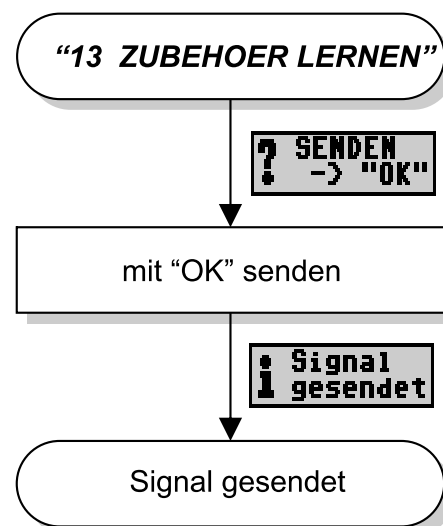 “13 ZUBEHOER LERNEN”
? SENDEN
-> "OK"
mit “OK” senden
i Signal
gesendet
Signal gesendet